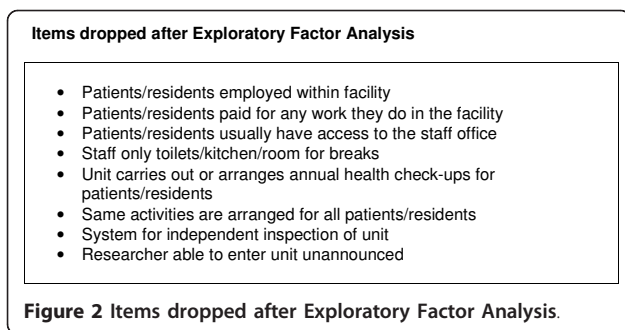 Items dropped after Exploratory Factor Analysis
• Patients/residents employed within facility
• Patients/residents paid for any work they do in the facility
• Patients/residents usually have access to the staff office
• Staff only toilets/kitchen/room for breaks
• Unit carries out or arranges annual health check-ups for
patients/residents
• Same activities are arranged for all patients/residents
• System for independent inspection of unit
• Researcher able to enter unit unannounced
Figure 2 Items dropped after Exploratory Factor Analysis.